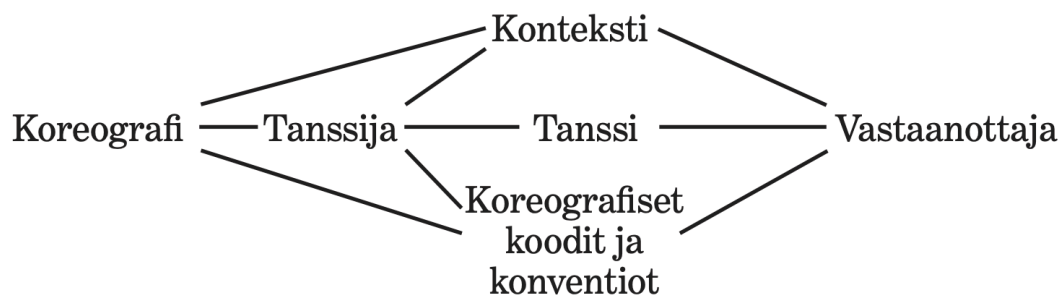 Konteksti
Koreografi Tanssija Tanssi Vastaanottaja
Koreografiset
koodit ja
konventiot